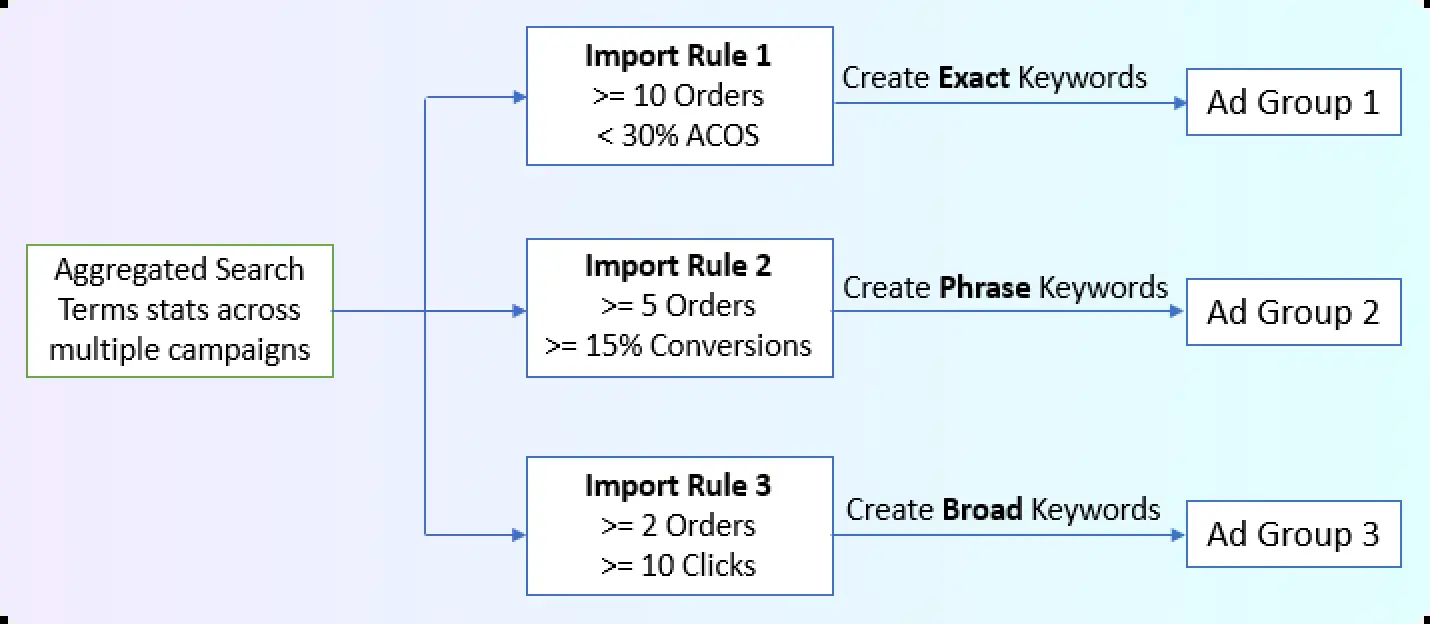 Import Rule 1
>= 10 Orders
< 30% ACOS
Create Exact Keywords
Ad Group 1
Aggregated Search
Terms stats across
multiple campaigns
Import Rule 2
>= 5 Orders
>= 15% Conversions
Create Phrase Keywords
Ad Group 2
Import Rule 3
>= 2 Orders
>= 10 Clicks
Create Broad Keywords
Ad Group 3